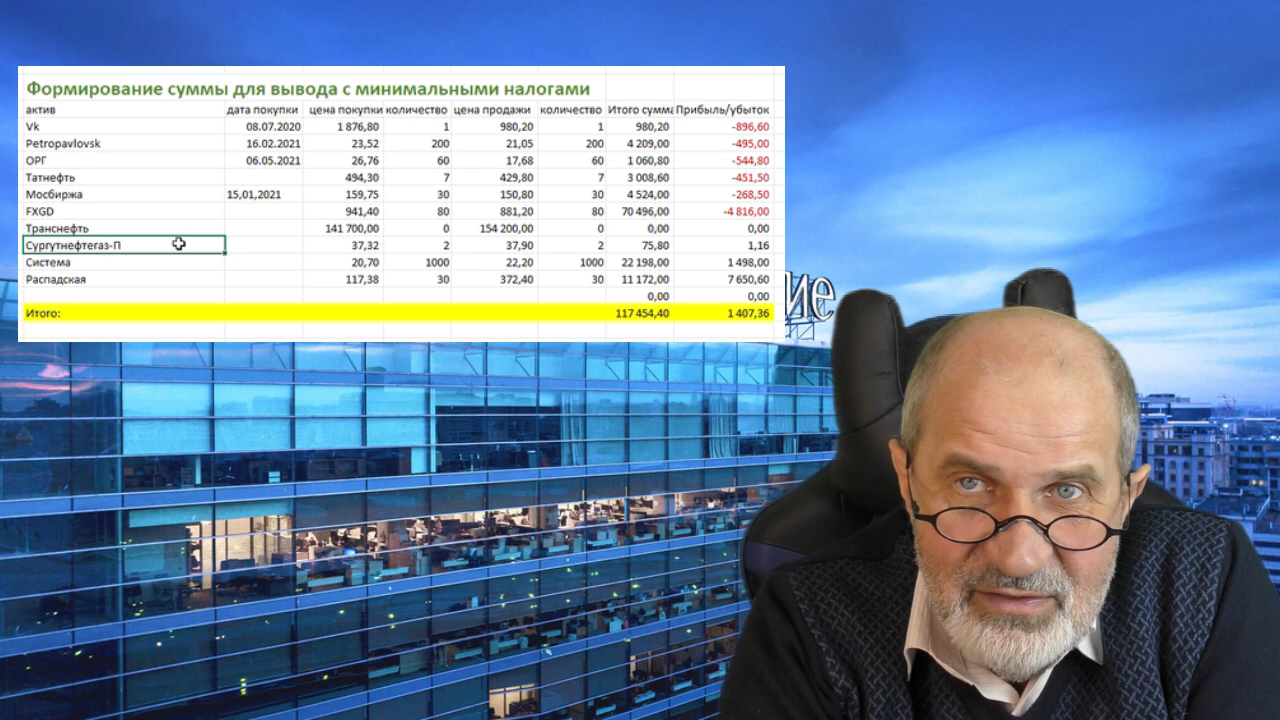 Формирование суммы для вывода с минимальными налогами
актив дата покупки цена покупки количество цена продажи количество Итого сумма Прибыль/убыток
Vk 08.07.2020 1 876,80 1 980,20 1 980,20 -896,60
Petropavlovsk 16.02.2021 23,52 200 21,05 200 4 209,00 -495,00
ОРГ 06.05.2021 26,76 60 17,68 60 1 060,80 -544,80
Татнефть 494,30 7 429,80 7 3 008,60 -451,50
Мосбиржа 15,01,2021 159,75 30 150,80 30 4 524,00 -268,50
FXGD 941,40 80 881,20 80 70 496,00 -4 816,00
Транснефть 141 700,00 0 154 200,00 0 0,00 0,00
Сургутнефтегаз-П 37,32 2 37,90 2 75,80 1,16
Система 20,70 1000 22,20 1000 22 198,00 1 498,00
Распадская 117,38 30 372,40 30 11 172,00 7 650,60
0,00 0,00
Итого: 117 454,40 1 407,36
ие